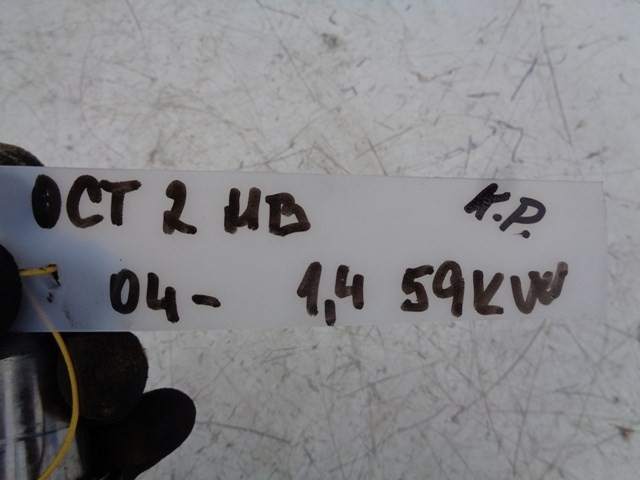 OCT 2 HB K.P.
04- 1,4 59KW